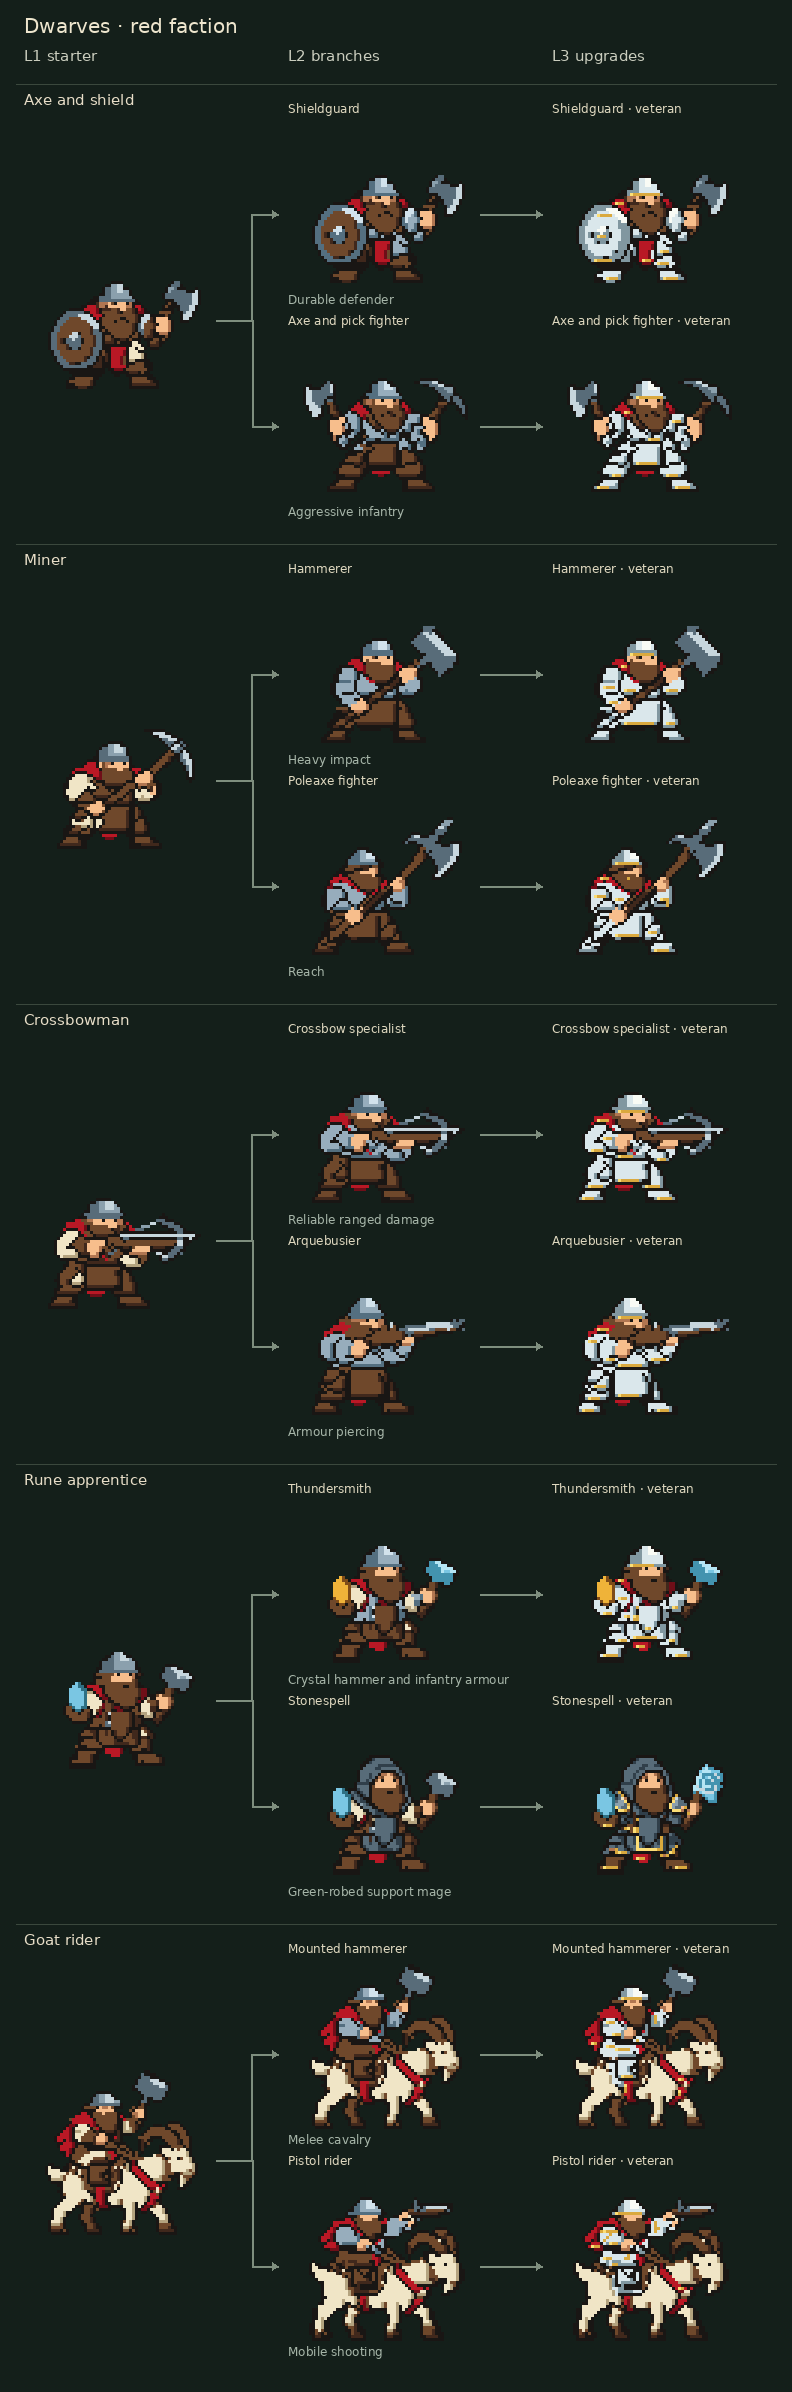 Dwarves · red faction
L1 starter
L2 branches
L3 upgrades
Axe and shield
Shieldguard
Shieldguard · veteran
Durable defender
Axe and pick fighter
Axe and pick fighter · veteran
Aggressive infantry
Miner
Hammerer
Hammerer · veteran
Heavy impact
Poleaxe fighter
Poleaxe fighter · veteran
Reach
Crossbowman
Crossbow specialist
Crossbow specialist · veteran
Reliable ranged damage
Arquebusier
Arquebusier · veteran
Armour piercing
Rune apprentice
Thundersmith
Thundersmith · veteran
Crystal hammer and infantry armour
Stonespell
Stonespell · veteran
Green-robed support mage
Goat rider
Mounted hammerer
Mounted hammerer · veteran
Melee cavalry
Pistol rider
Pistol rider · veteran
Mobile shooting